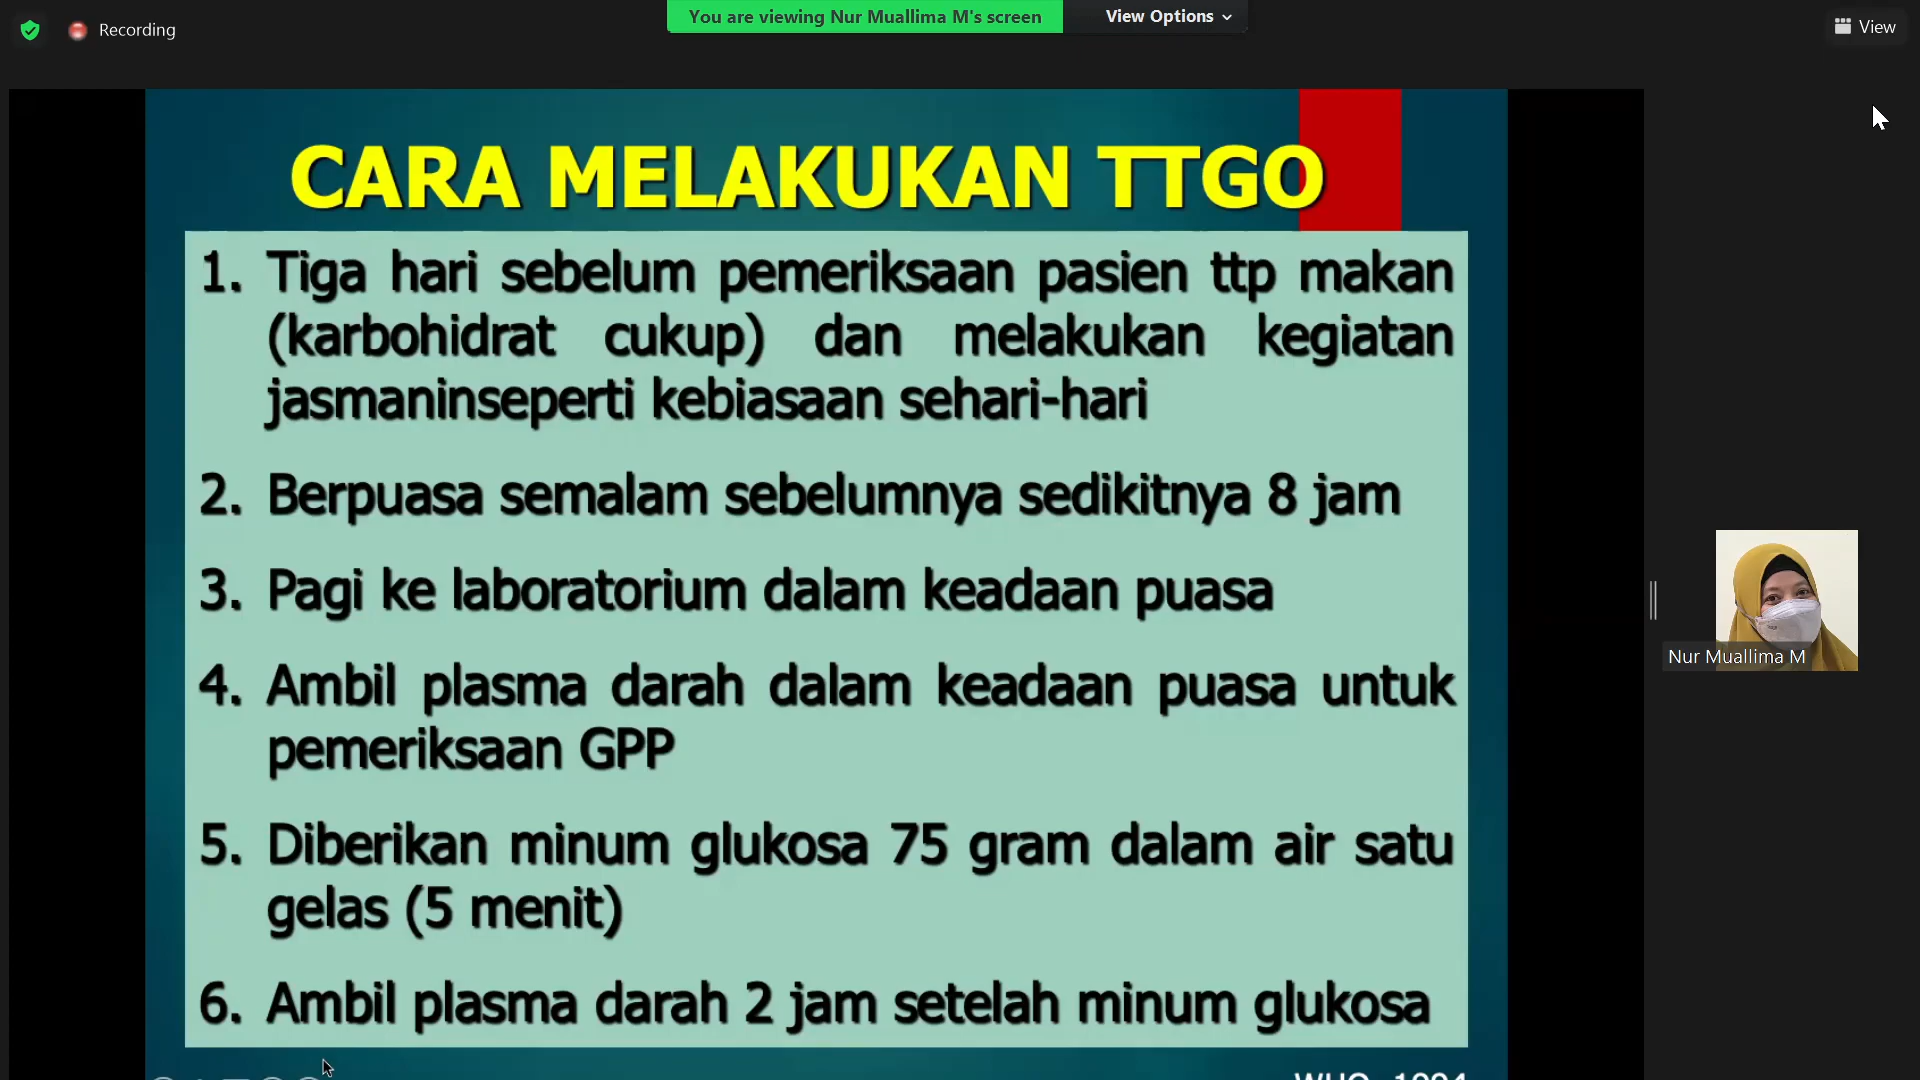 Recording
You are viewing Nur Muallima M's screen
View Options
View
CARA MELAKUKAN TTGO
1. Tiga hari sebelum pemeriksaan pasien ttp makan
(karbohidrat cukup) dan melakukan kegiatan
jasmaninseperti kebiasaan sehari-hari
2. Berpuasa semalam sebelumnya sedikitnya 8 jam
3. Pagi ke laboratorium dalam keadaan puasa
4. Ambil plasma darah dalam keadaan puasa untuk
pemeriksaan GPP
5. Diberikan minum glukosa 75 gram dalam air satu
gelas (5 menit)
6. Ambil plasma darah 2 jam setelah minum glukosa
Nur Muallima M